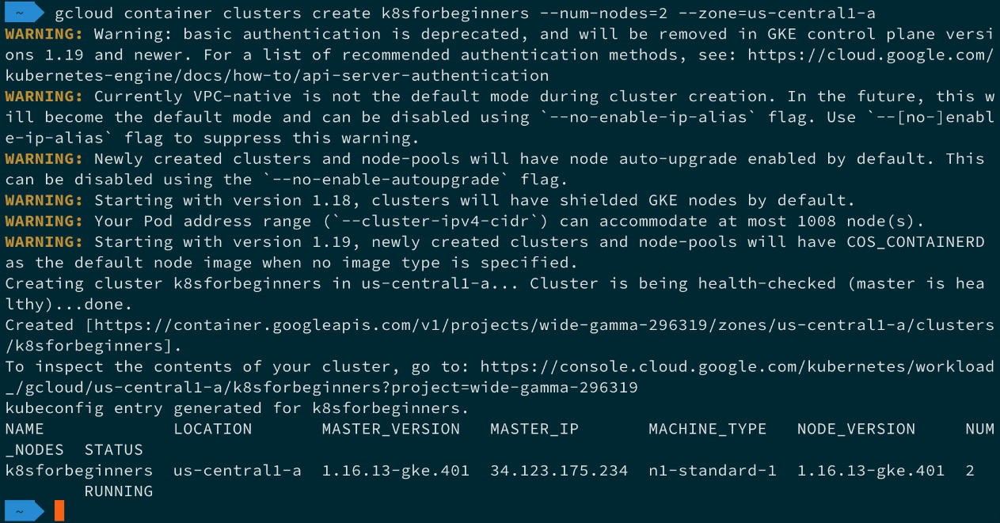 ~ gcloud container clusters create k8sforbeginners --num-nodes=2 --zone=us-central1-a
WARNING: Warning: basic authentication is deprecated, and will be removed in GKE control plane versi
ons 1.19 and newer. For a list of recommended authentication methods, see: https://cloud.google.com/
kubernetes-engine/docs/how-to/api-server-authentication
WARNING: Currently VPC-native is not the default mode during cluster creation. In the future, this w
ill become the default mode and can be disabled using `--no-enable-ip-alias` flag. Use `--[no-]enabl
e-ip-alias` flag to suppress this warning.
WARNING: Newly created clusters and node-pools will have node auto-upgrade enabled by default. This
can be disabled using the `--no-enable-autoupgrade` flag.
WARNING: Starting with version 1.18, clusters will have shielded GKE nodes by default.
WARNING: Your Pod address range (`--cluster-ipv4-cidr`) can accommodate at most 1008 node(s).
WARNING: Starting with version 1.19, newly created clusters and node-pools will have COS_CONTAINERD
as the default node image when no image type is specified.
Creating cluster k8sforbeginners in us-central1-a... Cluster is being health-checked (master is hea
lthy)...done.
Created [https://container.googleapis.com/v1/projects/wide-gamma-296319/zones/us-central1-a/clusters
/k8sforbeginners].
To inspect the contents of your cluster, go to: https://console.cloud.google.com/kubernetes/workload
_/gcloud/us-central1-a/k8sforbeginners?project=wide-gamma-296319
kubeconfig entry generated for k8sforbeginners.
NAME LOCATION MASTER_VERSION MASTER_IP MACHINE_TYPE NODE_VERSION NUM
_NODES STATUS
k8sforbeginners us-central1-a 1.16.13-gke.401 34.123.175.234 n1-standard-1 1.16.13-gke.401 2
RUNNING
~